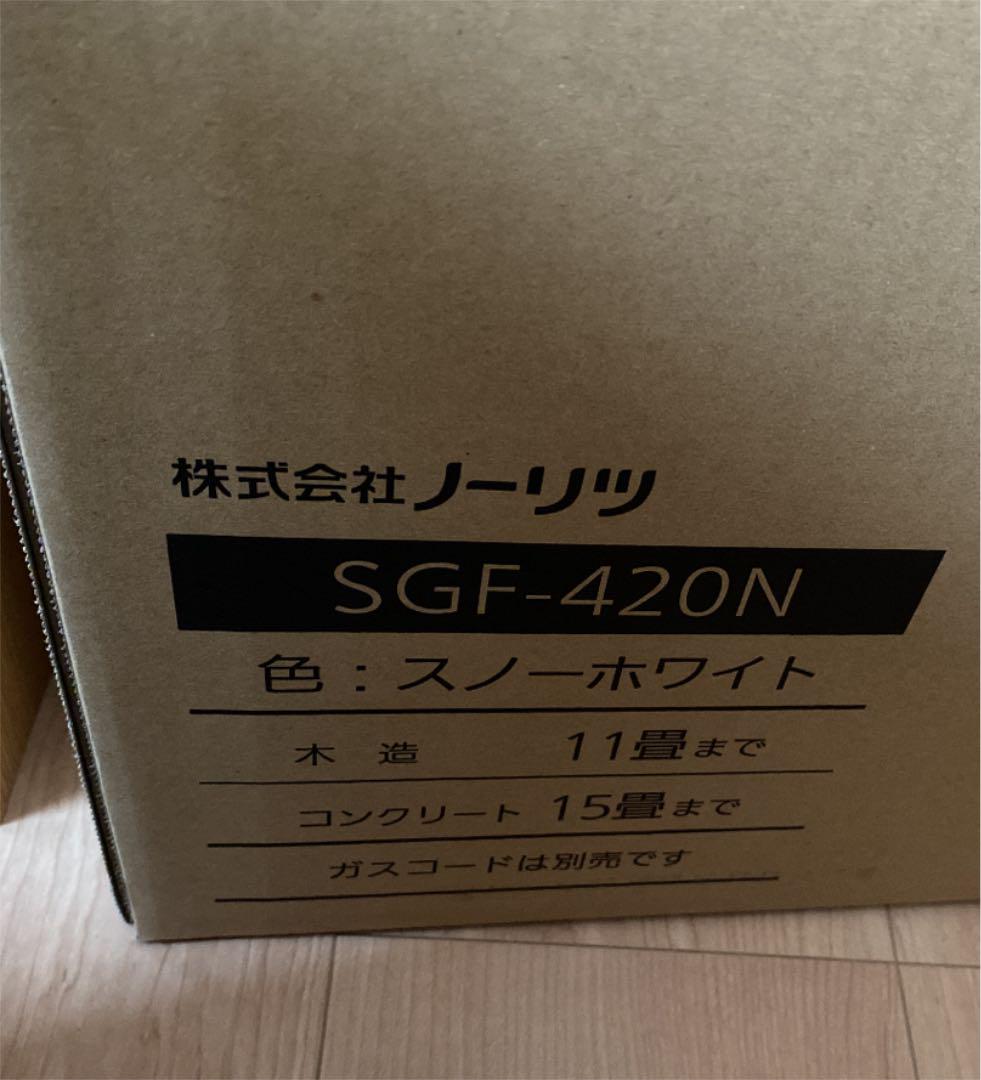 株式会社ノーリツ
SGF-420N
色：スノーホワイト
木 造 11畳まで
コンクリート 15畳まで
ガスコードは別売です